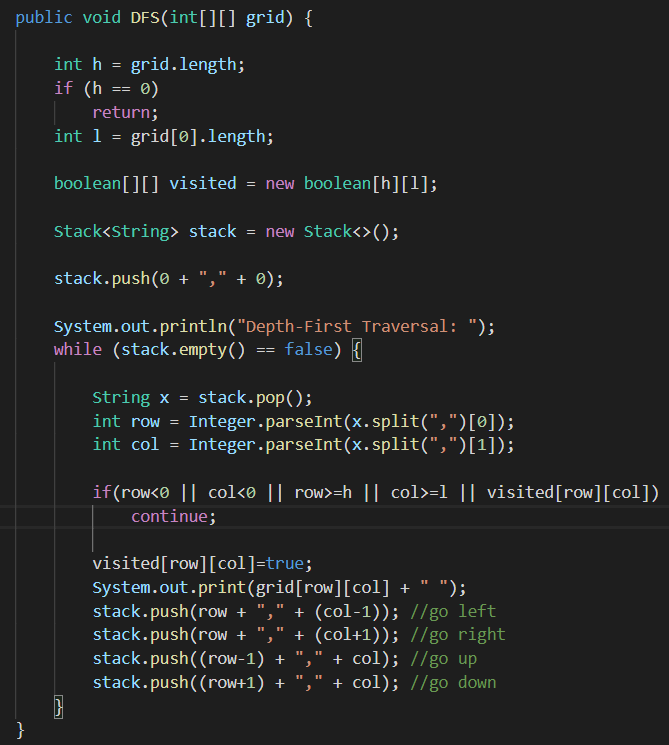 public void DFS(int[][] grid) {
int h = grid.length;
if (h == 0)
return;
int l = grid[0].length;
boolean[][] visited = new boolean[h][l];
Stack<String> stack = new Stack<>();
stack.push(0 + "," + 0);
System.out.println("Depth-First Traversal: ");
while (stack.empty() == false) {
String x = stack.pop();
int row = Integer.parseInt(x.split(",")[0]);
int col = Integer.parseInt(x.split(",")[1]);
if(row<0 || col<0 || row>=h || col>=l || visited[row][col])
continue;
visited[row][col]=true;
System.out.print(grid[row][col] + " ");
stack.push(row + "," + (col-1)); //go left
stack.push(row + "," + (col+1)); //go right
stack.push((row-1) + "," + col); //go up
stack.push((row+1) + "," + col); //go down
}
}